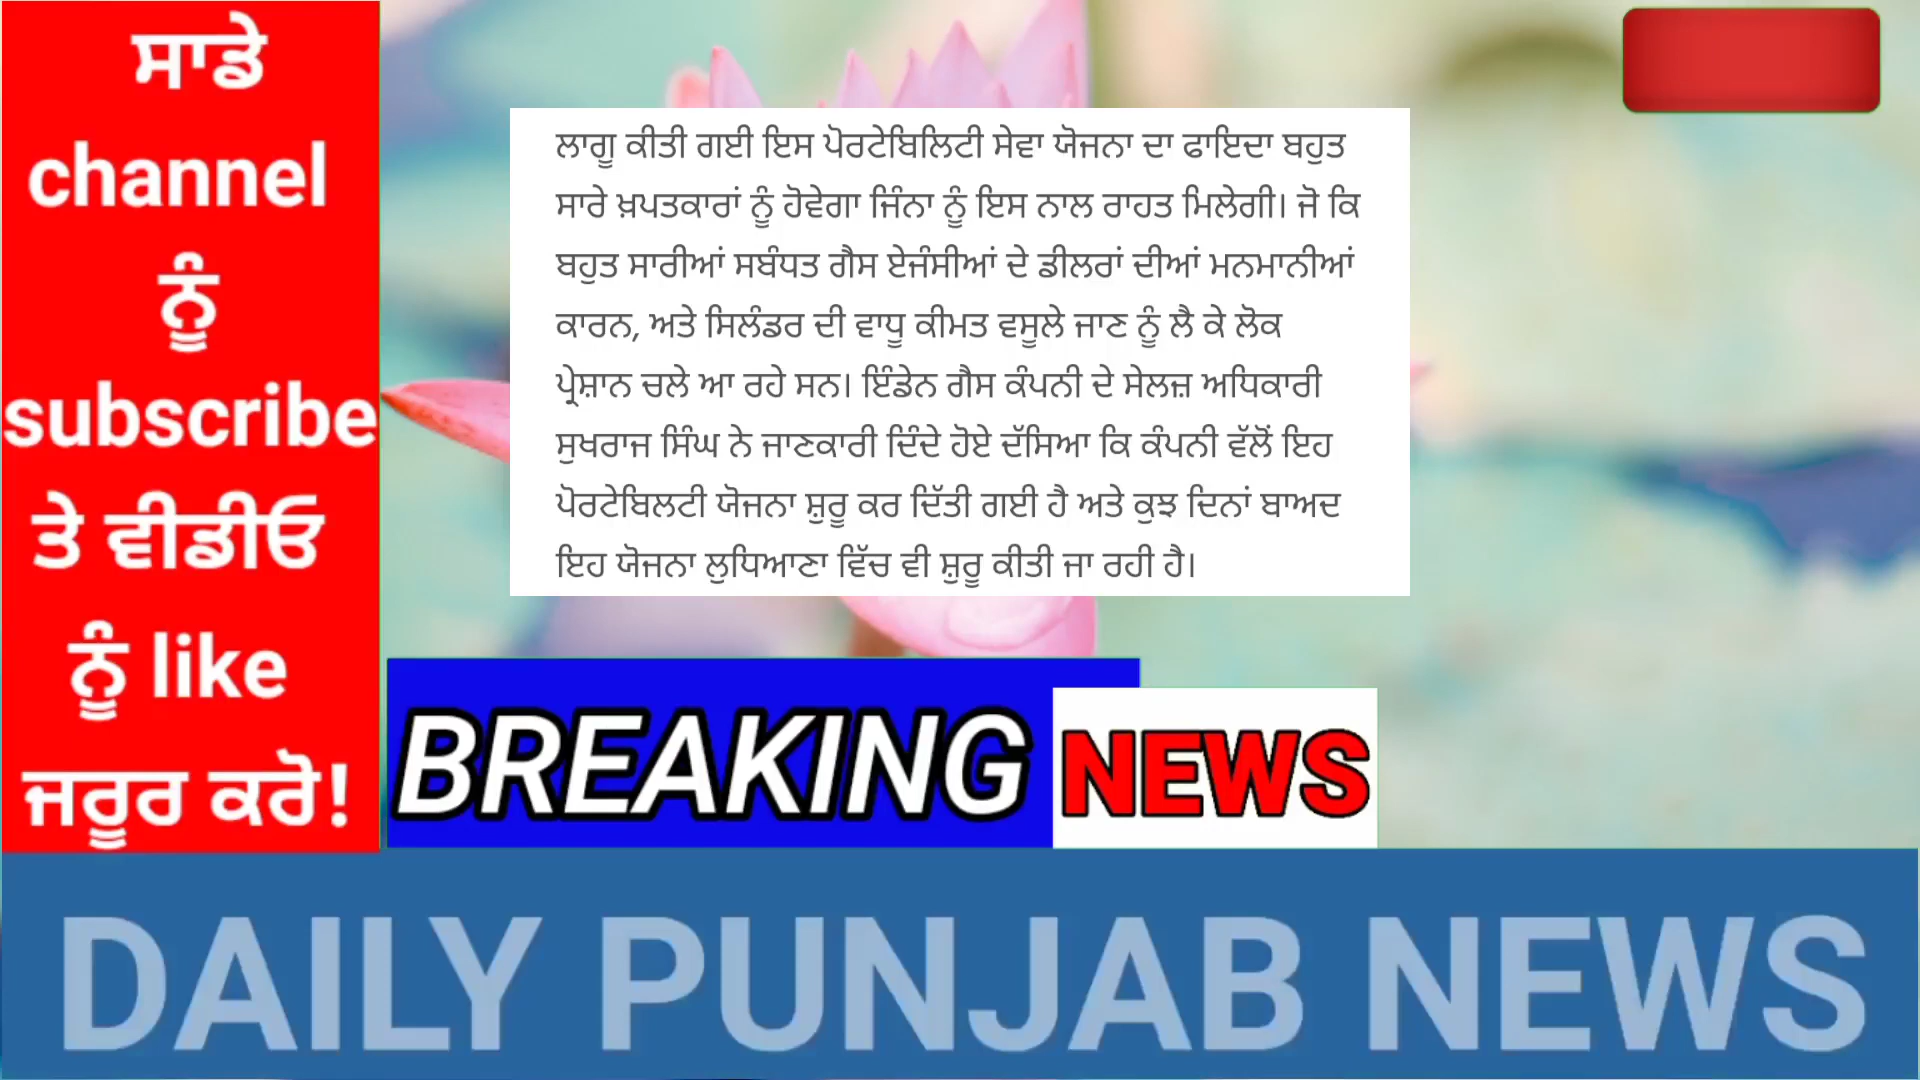 ਸਾਡੇ
channel
ਨੂੰ
subscribe
ਤੇ ਵੀਡੀਓ
ਨੂੰ like
ਜਰੂਰ ਕਰੋ!
ਲਾਗੂ ਕੀਤੀ ਗਈ ਇਸ ਪੋਰਟੇਬਿਲਿਟੀ ਸੇਵਾ ਯੋਜਨਾ ਦਾ ਫਾਇਦਾ ਬਹੁਤ
ਸਾਰੇ ਖ਼ਪਤਕਾਰਾਂ ਨੂੰ ਹੋਵੇਗਾ ਜਿੰਨਾ ਨੂੰ ਇਸ ਨਾਲ ਰਾਹਤ ਮਿਲੇਗੀ। ਜੋ ਕਿ
ਬਹੁਤ ਸਾਰੀਆਂ ਸਬੰਧਤ ਗੈਸ ਏਜੰਸੀਆਂ ਦੇ ਡੀਲਰਾਂ ਦੀਆਂ ਮਨਮਾਨੀਆਂ
ਕਾਰਨ, ਅਤੇ ਸਿਲੰਡਰ ਦੀ ਵਾਧੂ ਕੀਮਤ ਵਸੂਲੇ ਜਾਣ ਨੂੰ ਲੈ ਕੇ ਲੋਕ
ਪ੍ਰੇਸ਼ਾਨ ਚਲੇ ਆ ਰਹੇ ਸਨ। ਇੰਡੇਨ ਗੈਸ ਕੰਪਨੀ ਦੇ ਸੇਲਜ਼ ਅਧਿਕਾਰੀ
ਸੁਖਰਾਜ ਸਿੰਘ ਨੇ ਜਾਣਕਾਰੀ ਦਿੰਦੇ ਹੋਏ ਦੱਸਿਆ ਕਿ ਕੰਪਨੀ ਵੱਲੋਂ ਇਹ
ਪੋਰਟੇਬਿਲਟੀ ਯੋਜਨਾ ਸ਼ੁਰੂ ਕਰ ਦਿੱਤੀ ਗਈ ਹੈ ਅਤੇ ਕੁਝ ਦਿਨਾਂ ਬਾਅਦ
ਇਹ ਯੋਜਨਾ ਲੁਧਿਆਣਾ ਵਿੱਚ ਵੀ ਸ਼ੁਰੂ ਕੀਤੀ ਜਾ ਰਹੀ ਹੈ।
BREAKING NEWS
DAILY PUNJAB NEWS